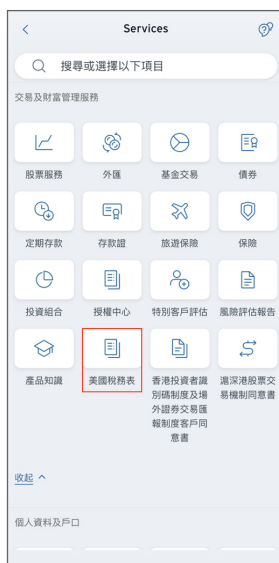 Services
搜尋或選擇以下項目
交易及財富管理服務
股票服務
外匯
基金交易
債券
定期存款
存款證
旅遊保險
保險
投資組合
授權中心
特別客戶評估
風險評估報告
產品知識
美國稅務表
香港投資者識
別碼制度及場
外證券交易匯
報制度客戶同
意書
滬深港股票交
易機制同意書
收起
個人資料及戶口